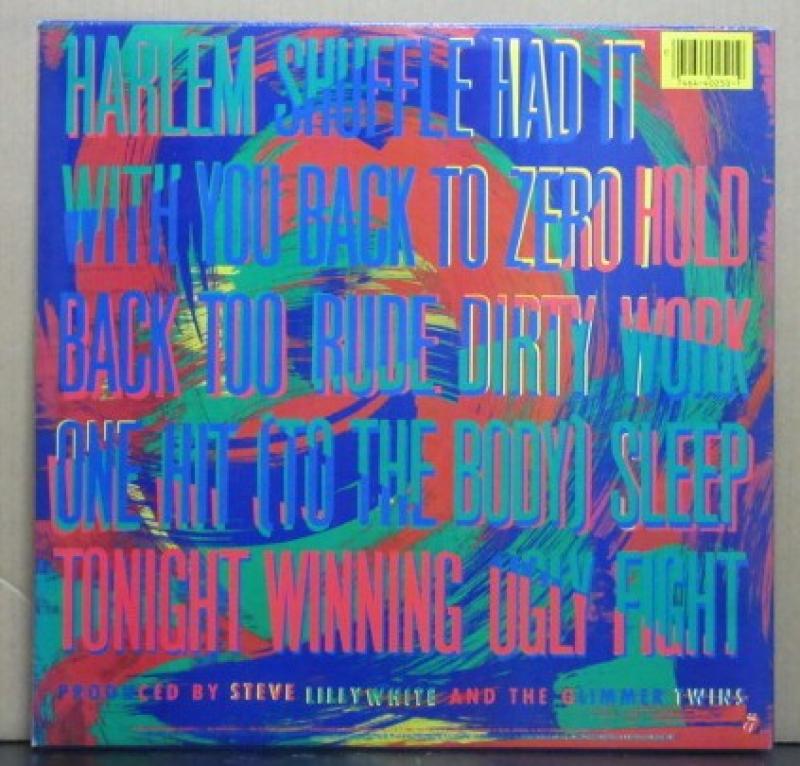 HARLEM SHUFFLE HAD IT
WITH YOU BACK TO ZERO HOLD
BACK TOO RUDE DIRTY WORK
ONE HIT (TO THE BODY) SLEEP
TONIGHT WINNING UGLY FIGHT
PRODUCED BY STEVE LILLYWHITE AND THE GLIMMER TWINS